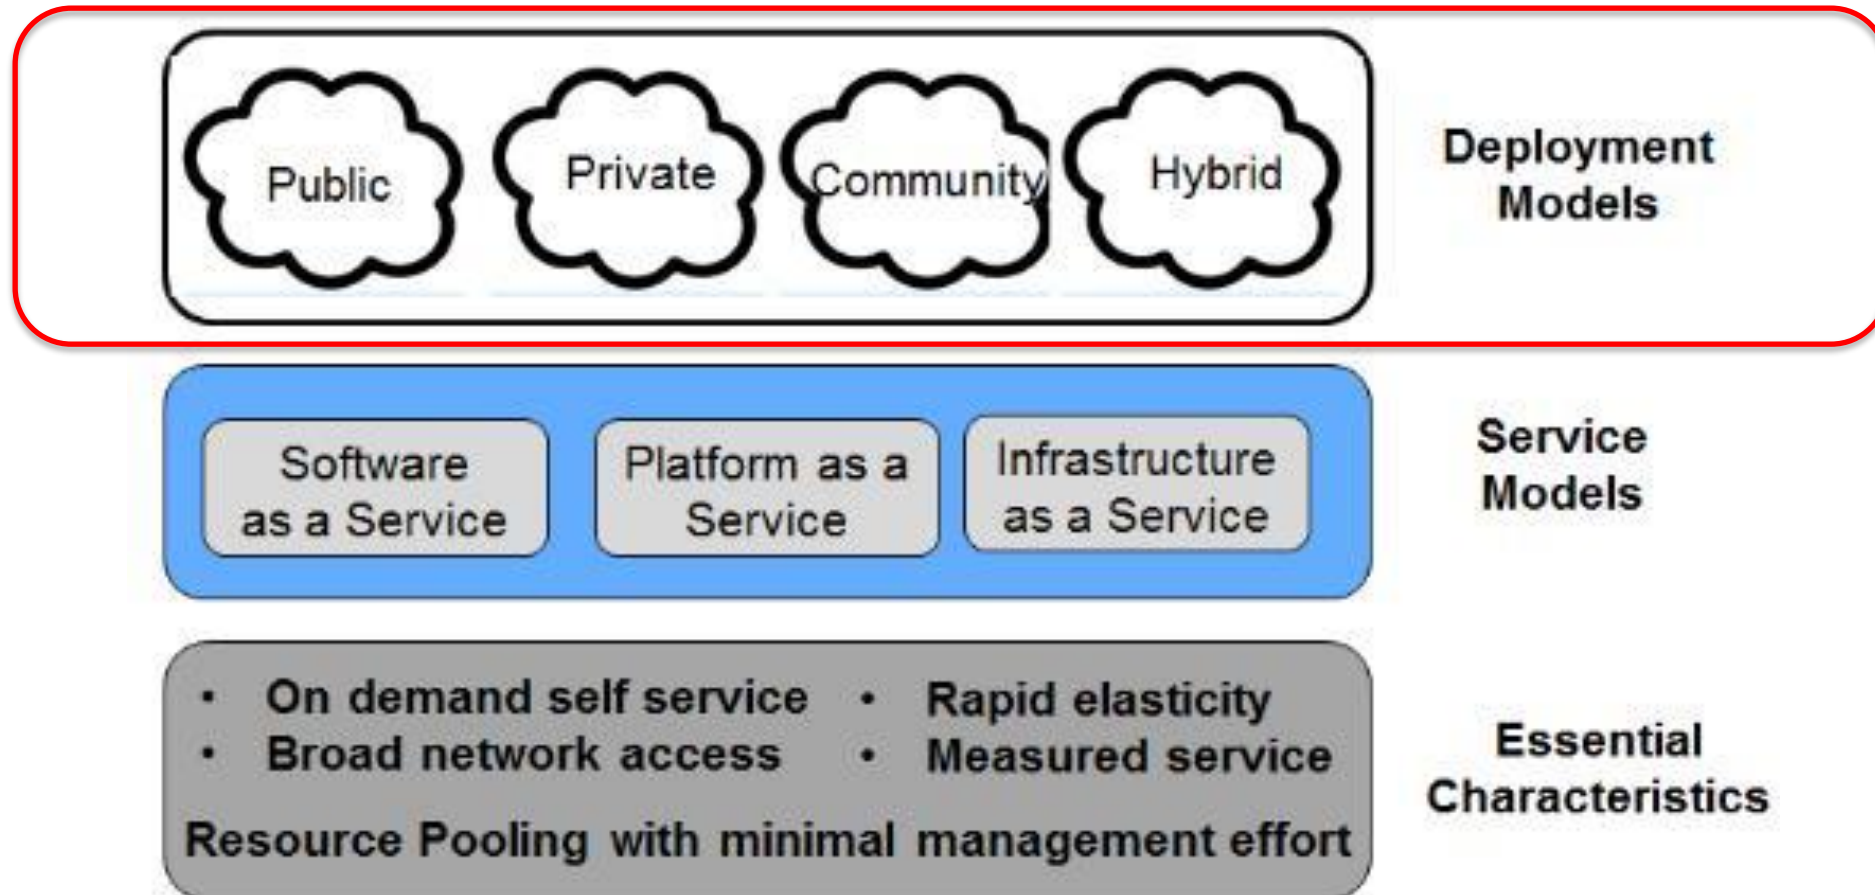 Public
Private
Community
Hybrid
Deployment
Models
Software
as a Service
Platform as a
Service
Infrastructure
as a Service
Service
Models
• On demand self service
• Broad network access
• Rapid elasticity
• Measured service
Resource Pooling with minimal management effort
Essential
Characteristics